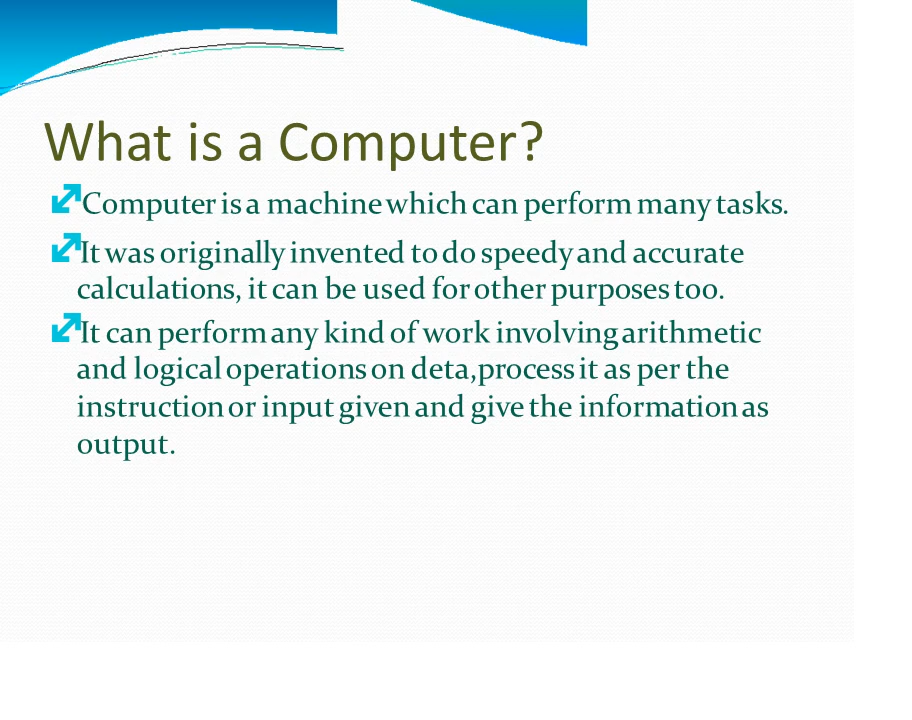 What is a Computer?
Computer is a machine which can perform many tasks.
It was originally invented to do speedy and accurate
calculations, it can be used for other purposes too.
It can perform any kind of work involving arithmetic
and logical operations on deta,process it as per the
instruction or input given and give the information as
output.